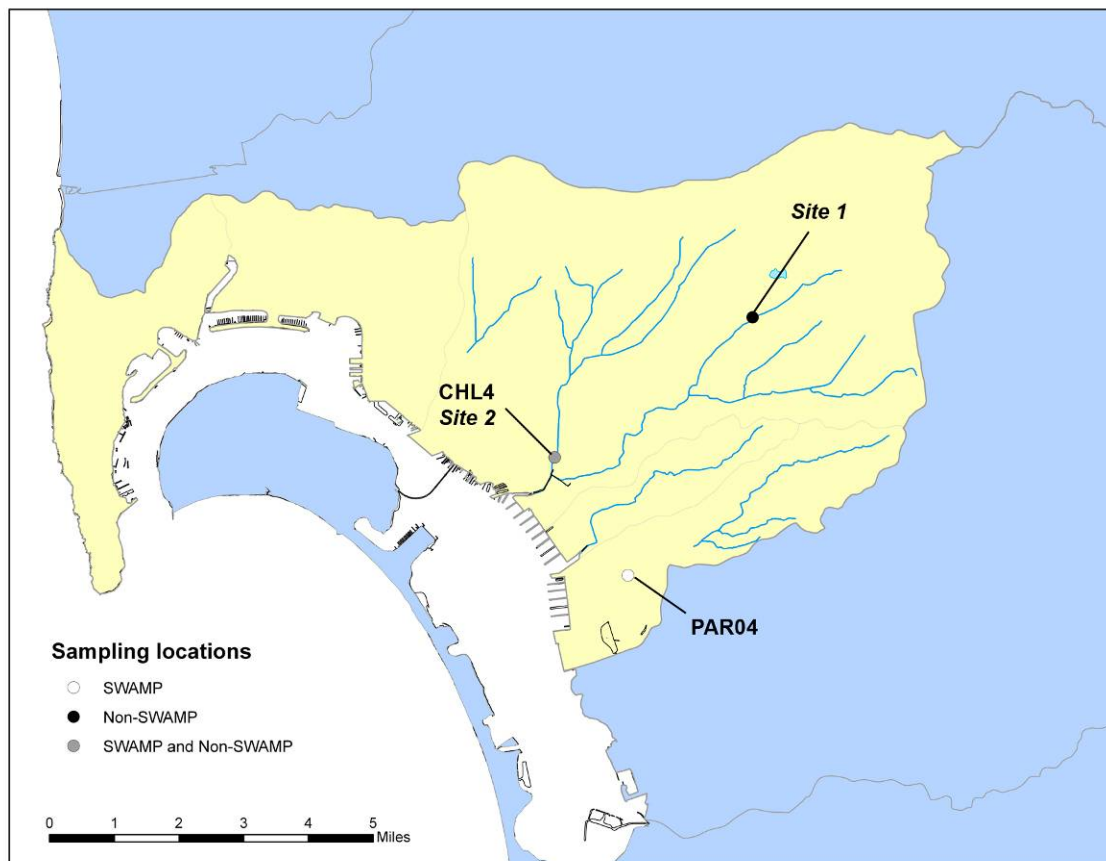 Site 1
CHL4
Site 2
PAR04
Sampling locations
SWAMP
Non-SWAMP
SWAMP and Non-SWAMP
0 1 2 3 4 5
Miles